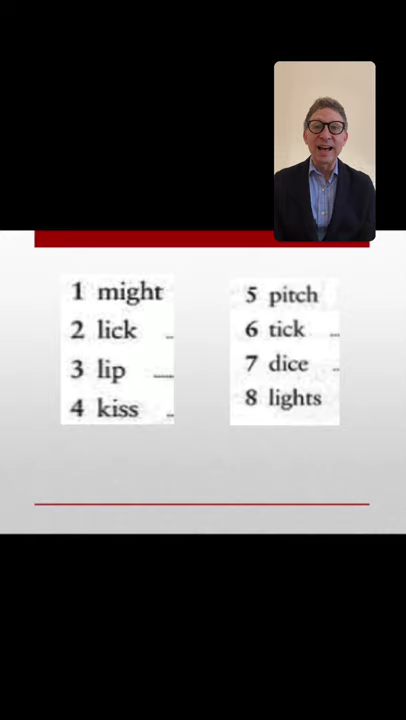 1 might
2 lick
3 lip
4 kiss
5 pitch
6 tick
7 dice
8 lights